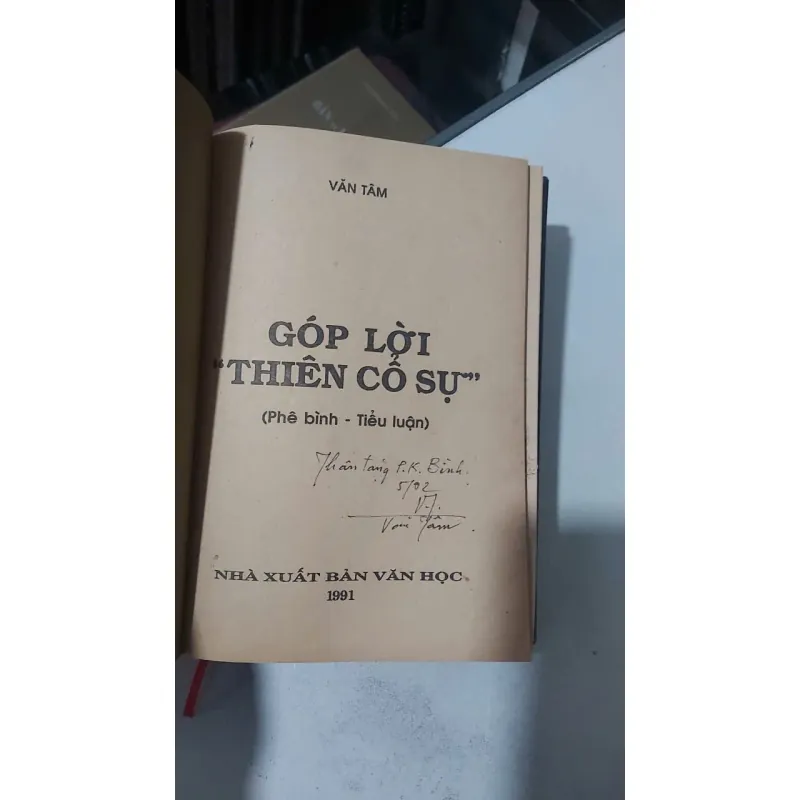 VĂN TÂM
GÓP LỜI
“THIÊN CỔ SỰ”
(Phê bình - Tiểu luận)
Thân tặng P.K. Bình
5/02
V.T.
Văn Tâm
NHÀ XUẤT BẢN VĂN HỌC
1991